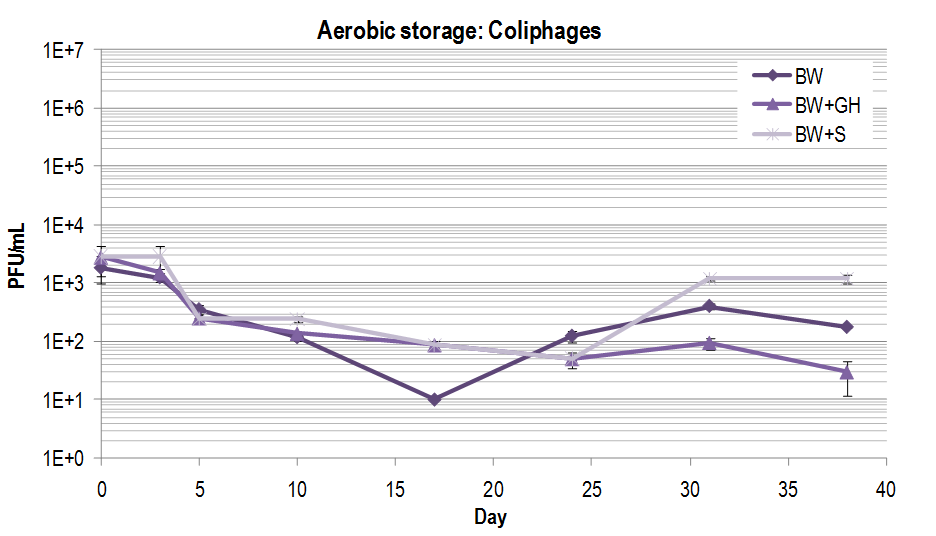 Aerobic storage: Coliphages
1E+7
1E+6
1E+5
1E+4
1E+3
1E+2
1E+1
1E+0
PFU/mL
BW
BW+GH
BW+S
0 5 10 15 20 25 30 35 40
Day